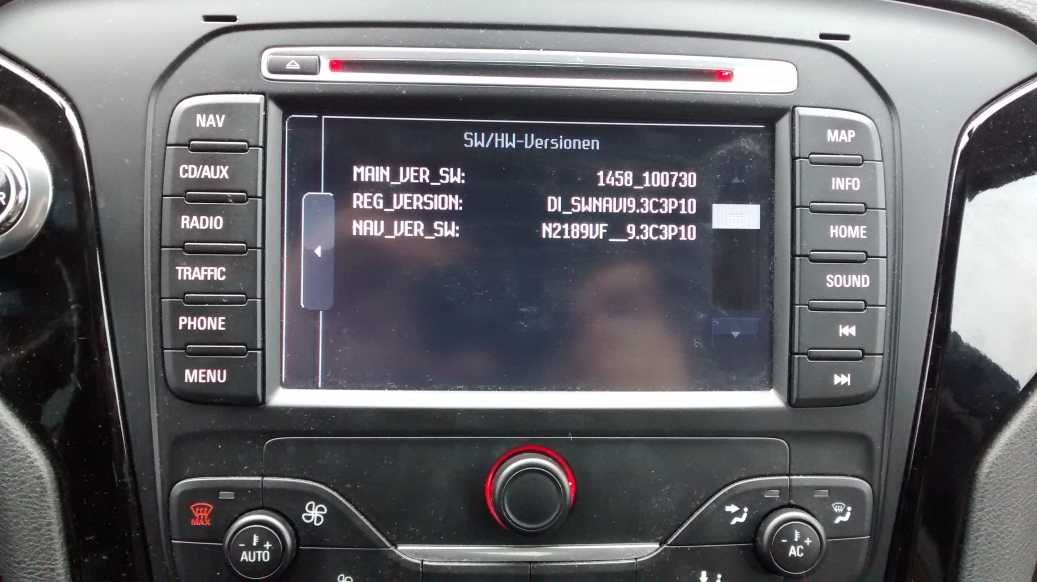 SW/HW-Versionen
MAIN_VER_SW: 1458_100730
REG_VERSION: DI_SWNAVI9.3C3P10
NAV_VER_SW: N2189VF__9.3C3P10
NAV
CD/AUX
RADIO
TRAFFIC
PHONE
MENU
MAP
INFO
HOME
SOUND
MAX
- +
AUTO
- +
AC